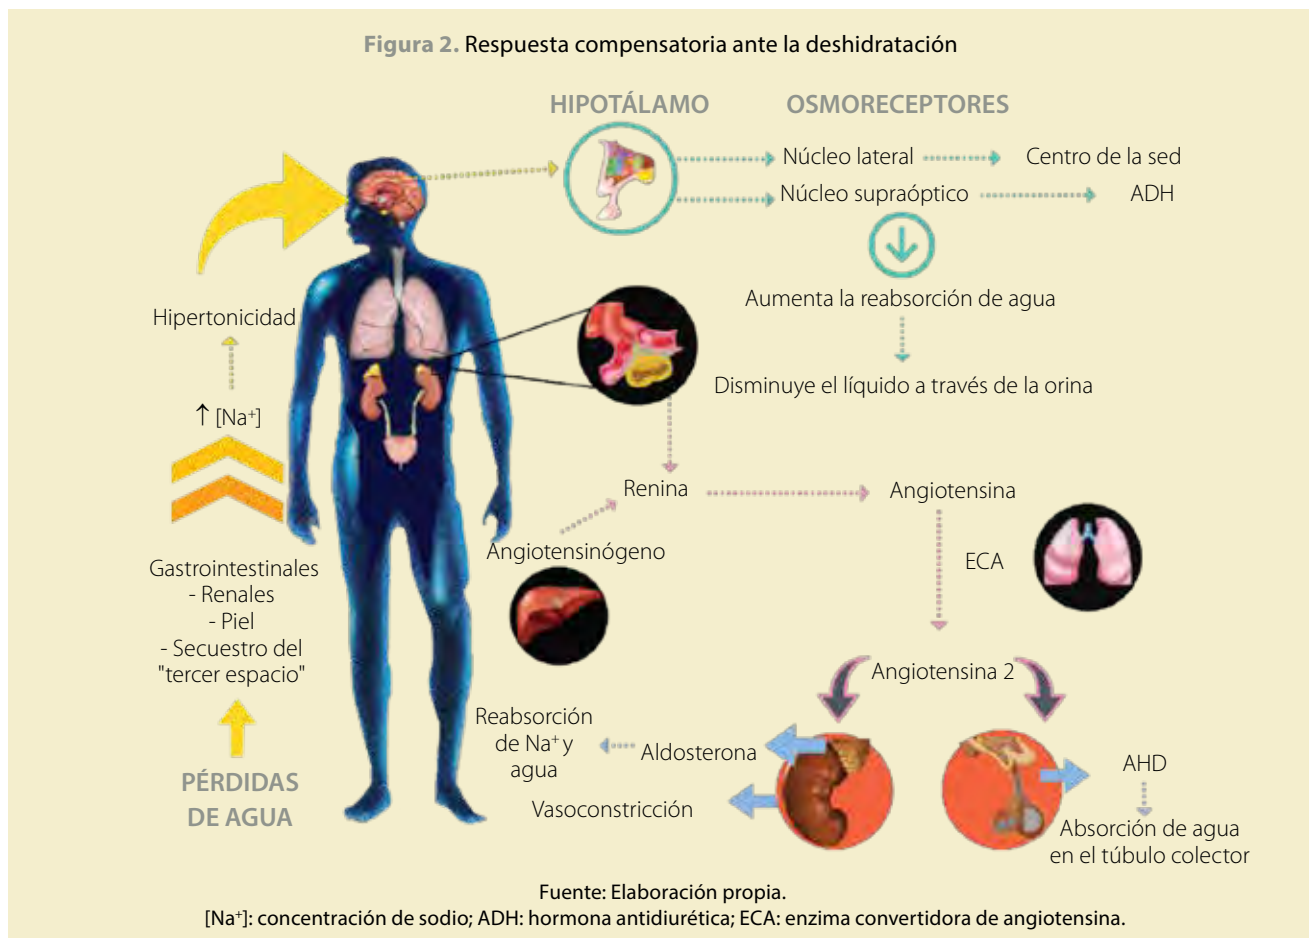 Figura 2. Respuesta compensatoria ante la deshidratación
HIPOTÁLAMO
OSMORECEPTORES
Núcleo lateral
Centro de la sed
Núcleo supraóptico
ADH
Aumenta la reabsorción de agua
Disminuye el líquido a través de la orina
Hipertonicidad
↑ [Na⁺]
Gastrointestinales
- Renales
- Piel
- Secuestro del
"tercer espacio"
PÉRDIDAS
DE AGUA
Renina
Angiotensina
Angiotensinógeno
ECA
Angiotensina 2
Reabsorción
de Na⁺ y
agua
Aldosterona
Vasoconstricción
AHD
Absorción de agua
en el túbulo colector
Fuente: Elaboración propia.
[Na⁺]: concentración de sodio; ADH: hormona antidiurética; ECA: enzima convertidora de angiotensina.